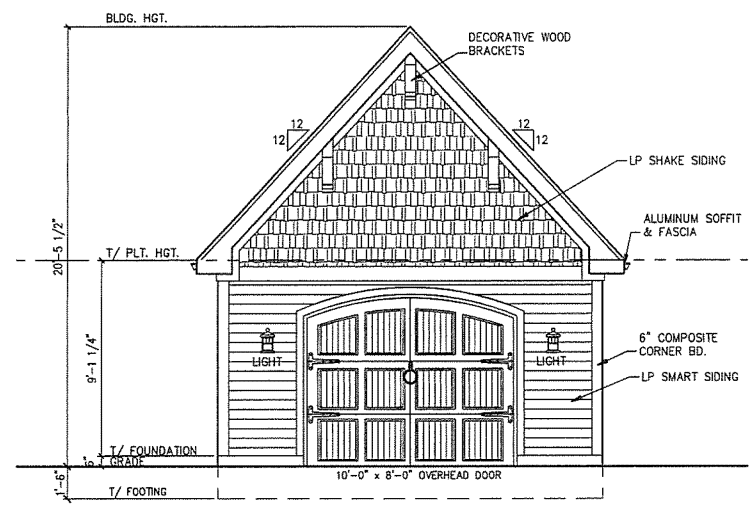 BLDG. HGT.
DECORATIVE WOOD
BRACKETS
12
12
12
12
LP SHAKE SIDING
ALUMINUM SOFFIT
& FASCIA
20'-5 1/2"
T/ PLT. HGT.
9'-1 1/4"
LIGHT
LIGHT
6" COMPOSITE
CORNER BD.
LP SMART SIDING
T/ FOUNDATION
6"
GRADE
10'-0" x 8'-0" OVERHEAD DOOR
1'-6"
T/ FOOTING